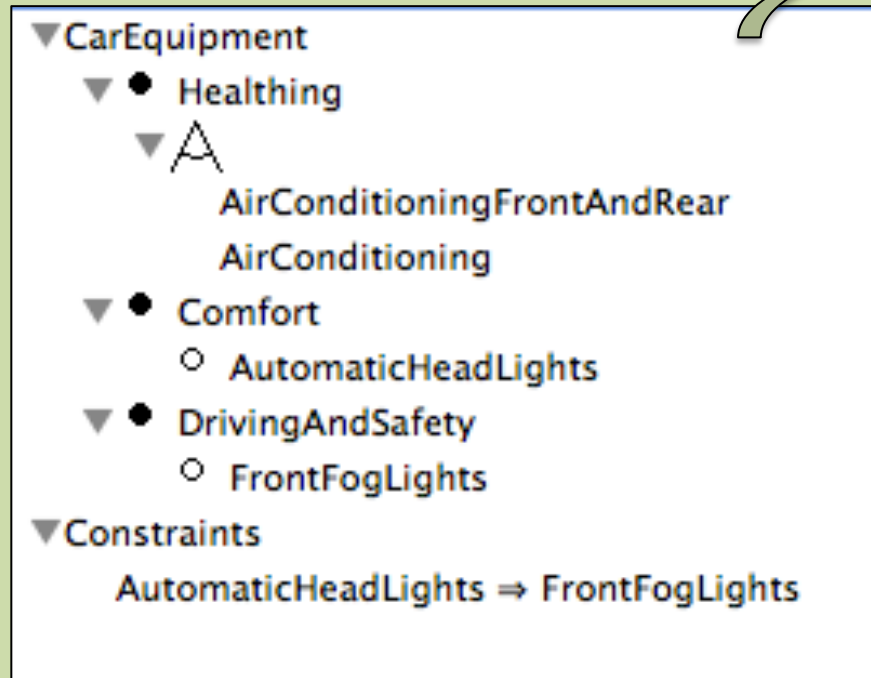 CarEquipment
Healthing
AirConditioningFrontAndRear
AirConditioning
Comfort
AutomaticHeadLights
DrivingAndSafety
FrontFogLights
Constraints
AutomaticHeadLights ⇒ FrontFogLights